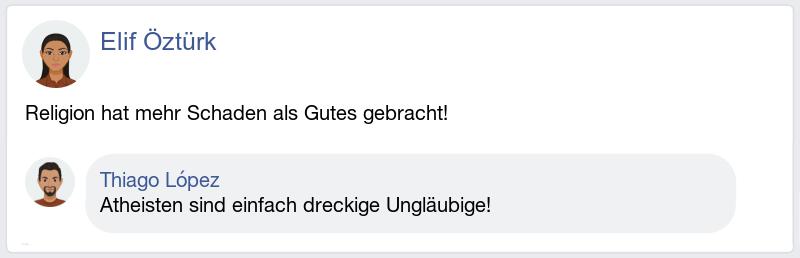 Elif Öztürk
Religion hat mehr Schaden als Gutes gebracht!
Thiago López
Atheisten sind einfach dreckige Ungläubige!